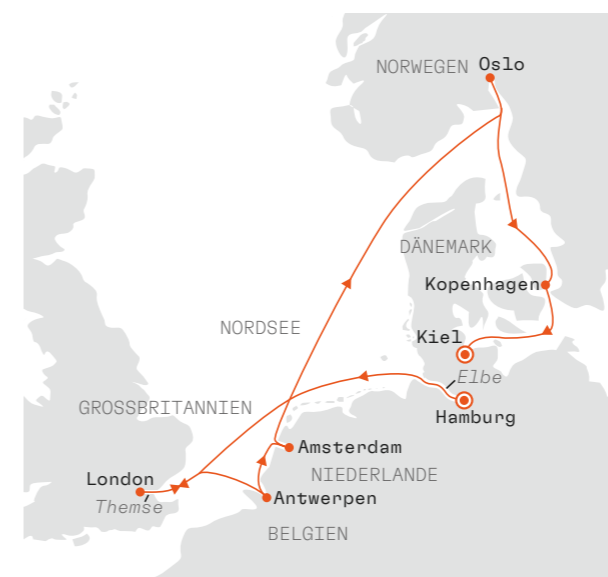 NORWEGEN Oslo
DÄNEMARK
Kopenhagen
NORDSEE
Kiel
Elbe
GROSSBRITANNIEN
Hamburg
Amsterdam
NIEDERLANDE
London
Themse
Antwerpen
BELGIEN